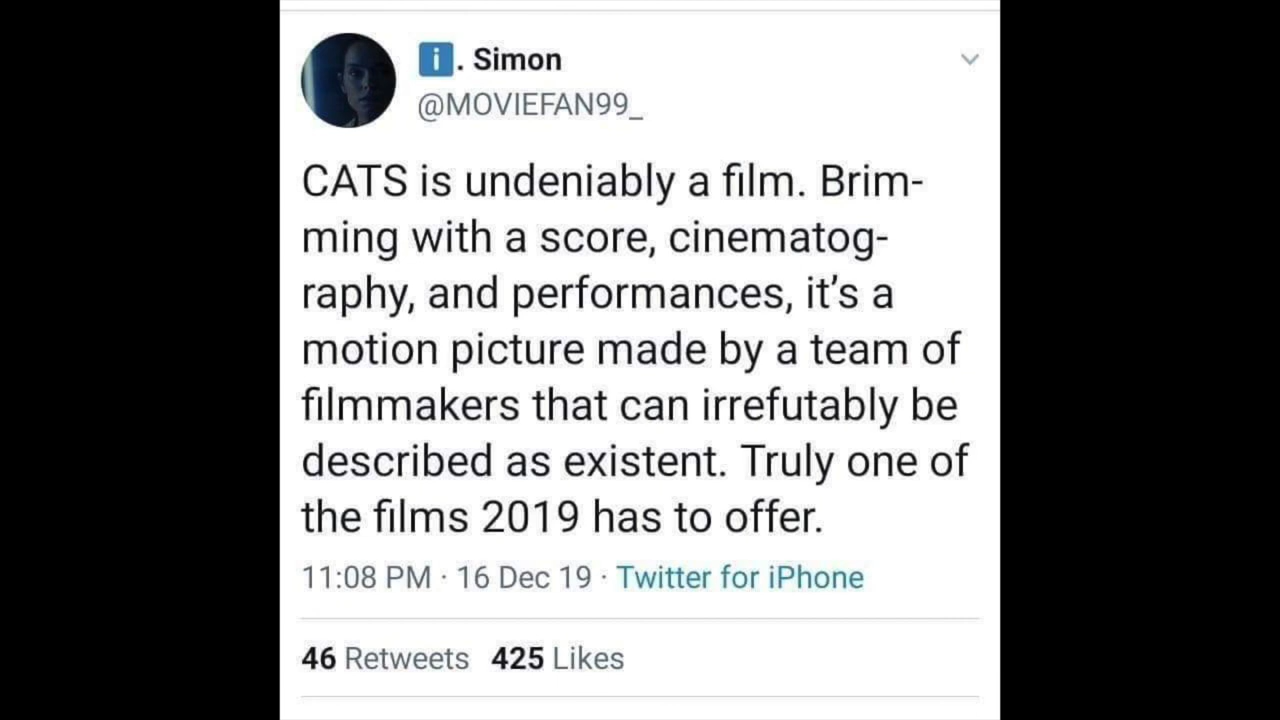 ℹ️. Simon
@MOVIEFAN99_
CATS is undeniably a film. Brim-
ming with a score, cinematog-
raphy, and performances, it’s a
motion picture made by a team of
filmmakers that can irrefutably be
described as existent. Truly one of
the films 2019 has to offer.
11:08 PM · 16 Dec 19 · Twitter for iPhone
46 Retweets 425 Likes